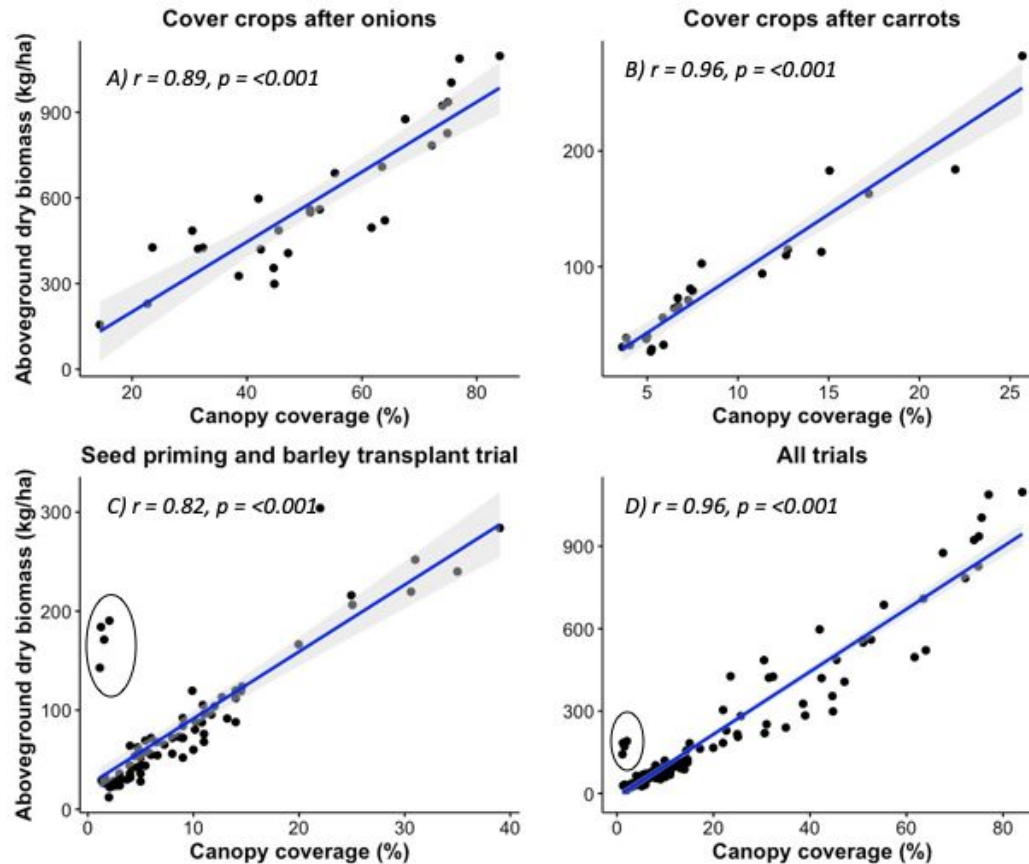 Cover crops after onions
A) r = 0.89, p = <0.001
Aboveground dry biomass (kg/ha)
900
600
300
0
20 40 60 80
Canopy coverage (%)
Cover crops after carrots
B) r = 0.96, p = <0.001
200
100
5 10 15 20 25
Canopy coverage (%)
Seed priming and barley transplant trial
C) r = 0.82, p = <0.001
Aboveground dry biomass (kg/ha)
300
200
100
0
0 10 20 30 40
Canopy coverage (%)
All trials
D) r = 0.96, p = <0.001
900
600
300
0
0 20 40 60 80
Canopy coverage (%)